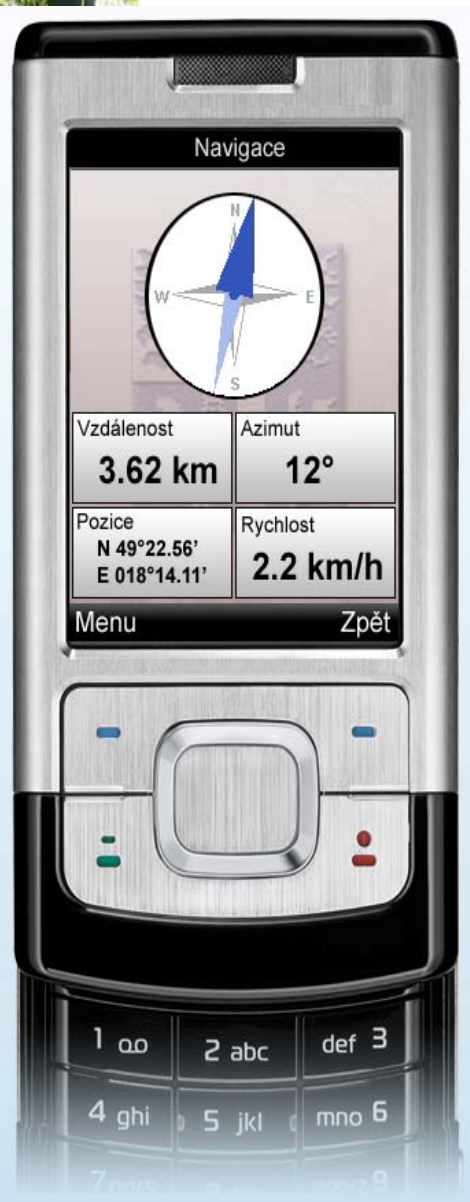 Navigace
N
W E
S
Vzdálenost Azimut
3.62 km 12°
Pozice Rychlost
N 49°22.56’
E 018°14.11’ 2.2 km/h
Menu Zpět
1 2 abc def 3
4 ghi 5 jkl mno 6